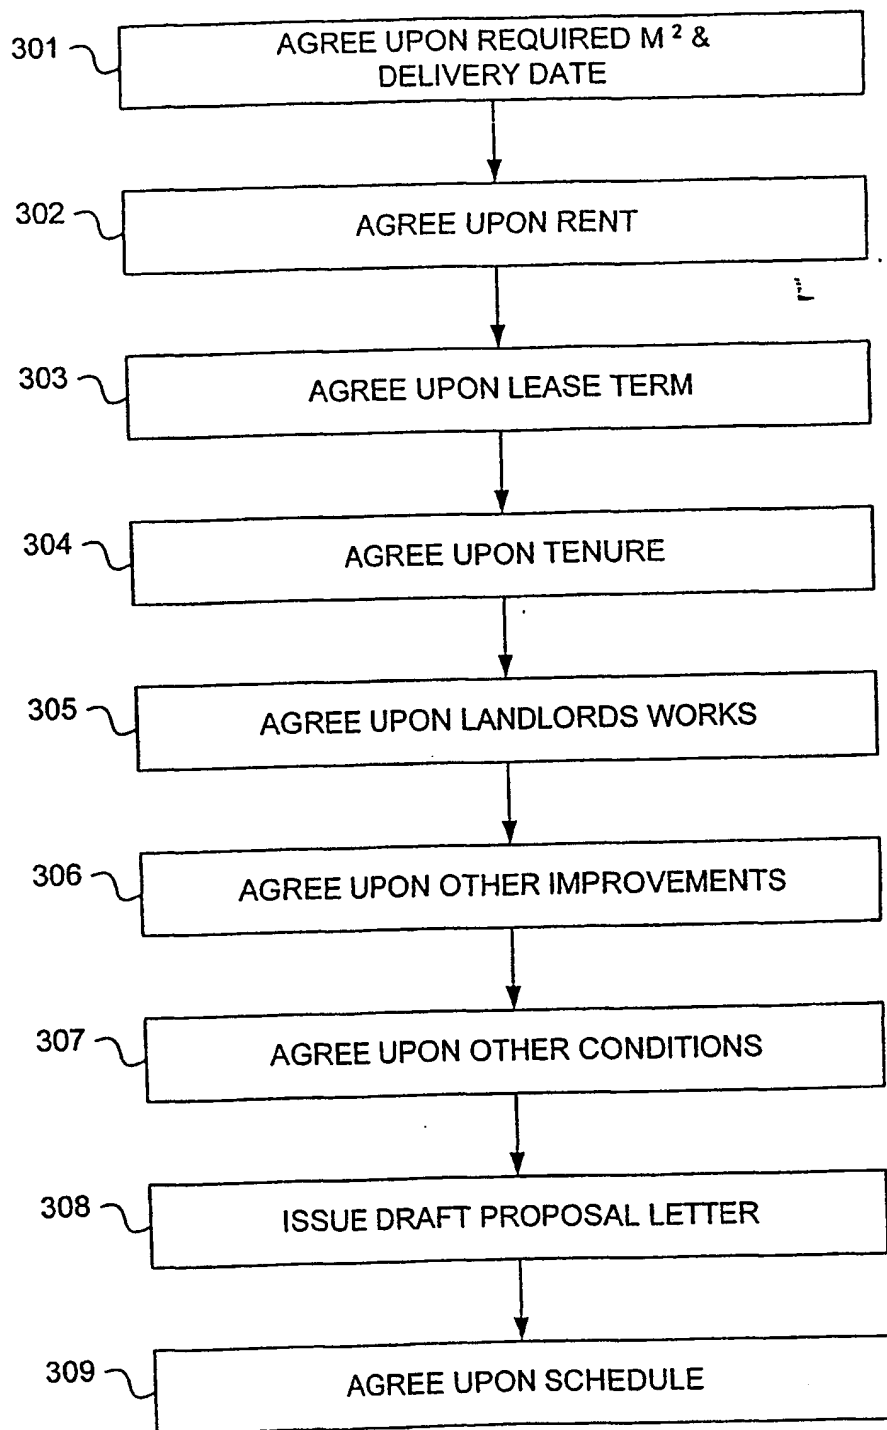 301
AGREE UPON REQUIRED M² &
DELIVERY DATE
302
AGREE UPON RENT
303
AGREE UPON LEASE TERM
304
AGREE UPON TENURE
305
AGREE UPON LANDLORDS WORKS
306
AGREE UPON OTHER IMPROVEMENTS
307
AGREE UPON OTHER CONDITIONS
308
ISSUE DRAFT PROPOSAL LETTER
309
AGREE UPON SCHEDULE